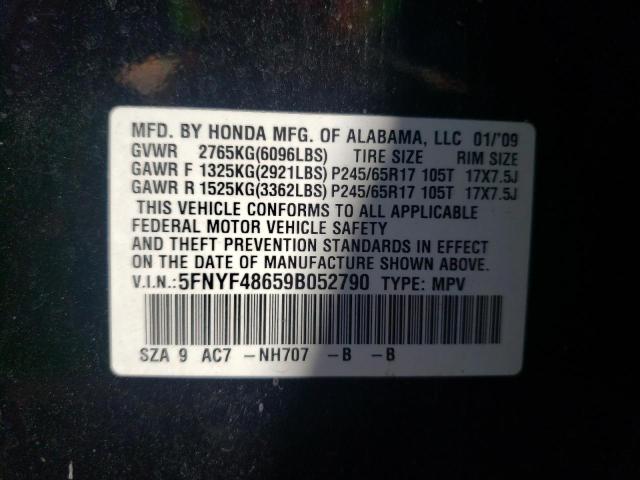 MFD. BY HONDA MFG. OF ALABAMA, LLC 01/'09
GVWR 2765KG(6096LBS) TIRE SIZE RIM SIZE
GAWR F 1325KG(2921LBS) P245/65R17 105T 17X7.5J
GAWR R 1525KG(3362LBS) P245/65R17 105T 17X7.5J
THIS VEHICLE CONFORMS TO ALL APPLICABLE
FEDERAL MOTOR VEHICLE SAFETY
AND THEFT PREVENTION STANDARDS IN EFFECT
ON THE DATE OF MANUFACTURE SHOWN ABOVE.
V.I.N.:5FNYF48659B052790 TYPE: MPV
SZA 9 AC7 -NH707 -B -B